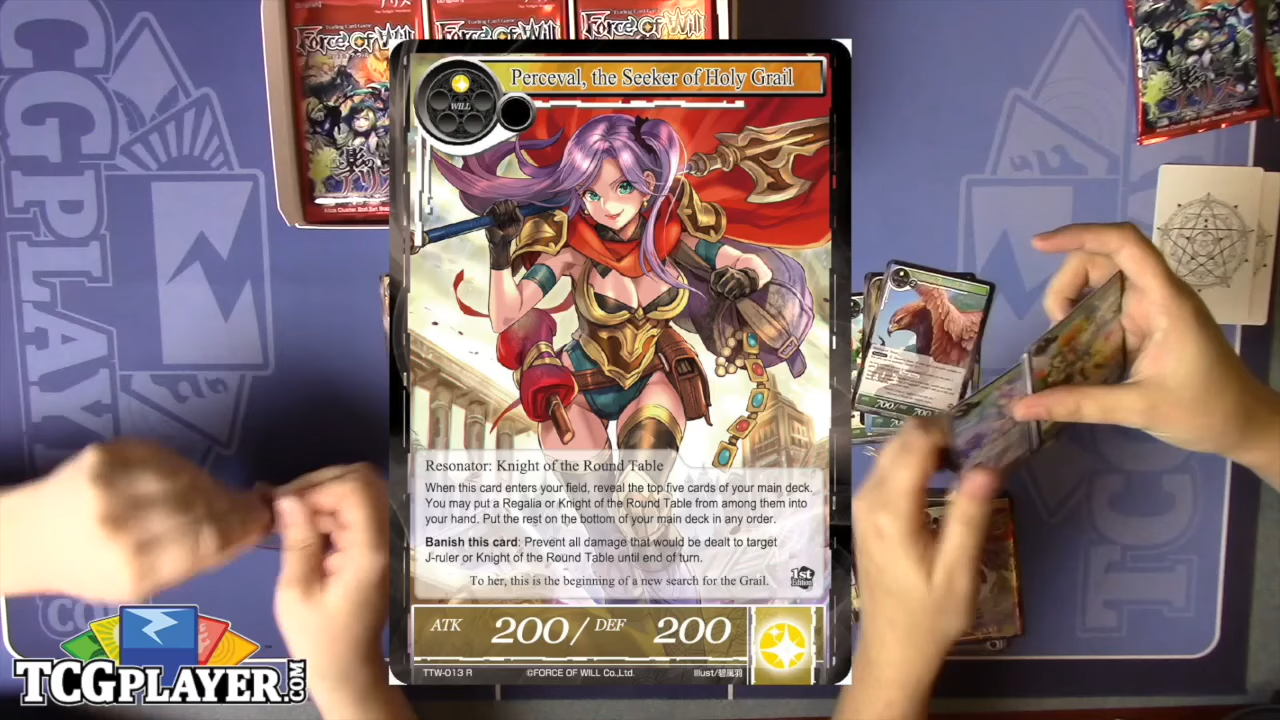 Force of Will
Force of Will
Force of Will
Perceval, the Seeker of Holy Grail
WILL
Resonator: Knight of the Round Table
When this card enters your field, reveal the top five cards of your main deck.
You may put a Regalia or Knight of the Round Table from among them into
your hand. Put the rest on the bottom of your main deck in any order.
Banish this card: Prevent all damage that would be dealt to target
J-ruler or Knight of the Round Table until end of turn.
To her, this is the beginning of a new search for the Grail.
1st
Edition
ATK 200 / DEF 200
TTW-013 R ©FORCE OF WILL Co.,Ltd. Illust/碧風羽
700 / 700
TCGPLAYER
TCGPLAYER.COM